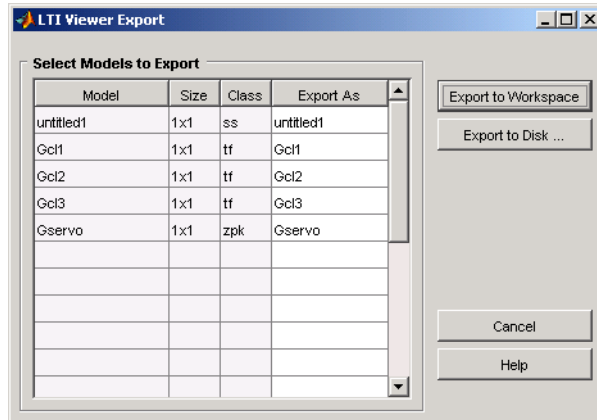 LTI Viewer Export
Select Models to Export
Model Size Class Export As
untitled1 1x1 ss untitled1
Gcl1 1x1 tf Gcl1
Gcl2 1x1 tf Gcl2
Gcl3 1x1 tf Gcl3
Gservo 1x1 zpk Gservo
Export to Workspace
Export to Disk ...
Cancel
Help